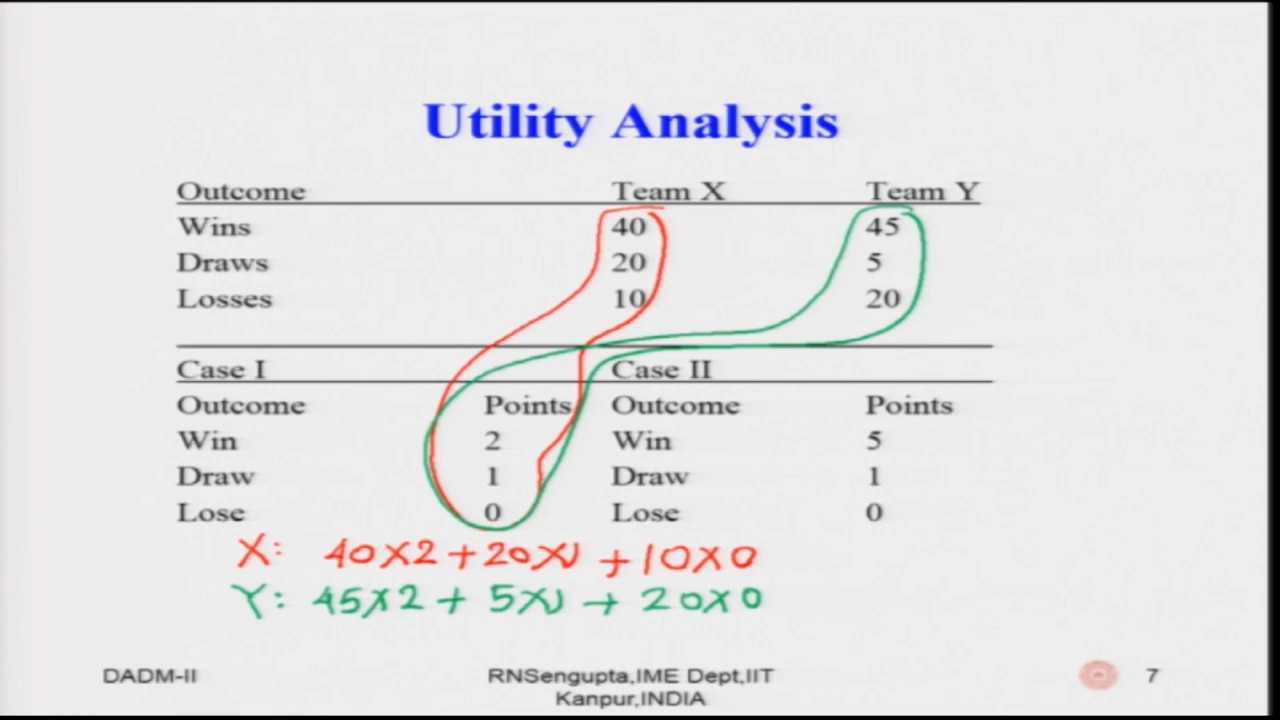 Utility Analysis
Outcome Team X Team Y
Wins 40 45
Draws 20 5
Losses 10 20
Case I Case II
Outcome Points Outcome Points
Win 2 Win 5
Draw 1 Draw 1
Lose 0 Lose 0
X: 40X2+20X1+10X0
Y: 45X2+5X1+20X0
DADM-II RNSengupta,IME Dept,IIT 7
Kanpur,INDIA